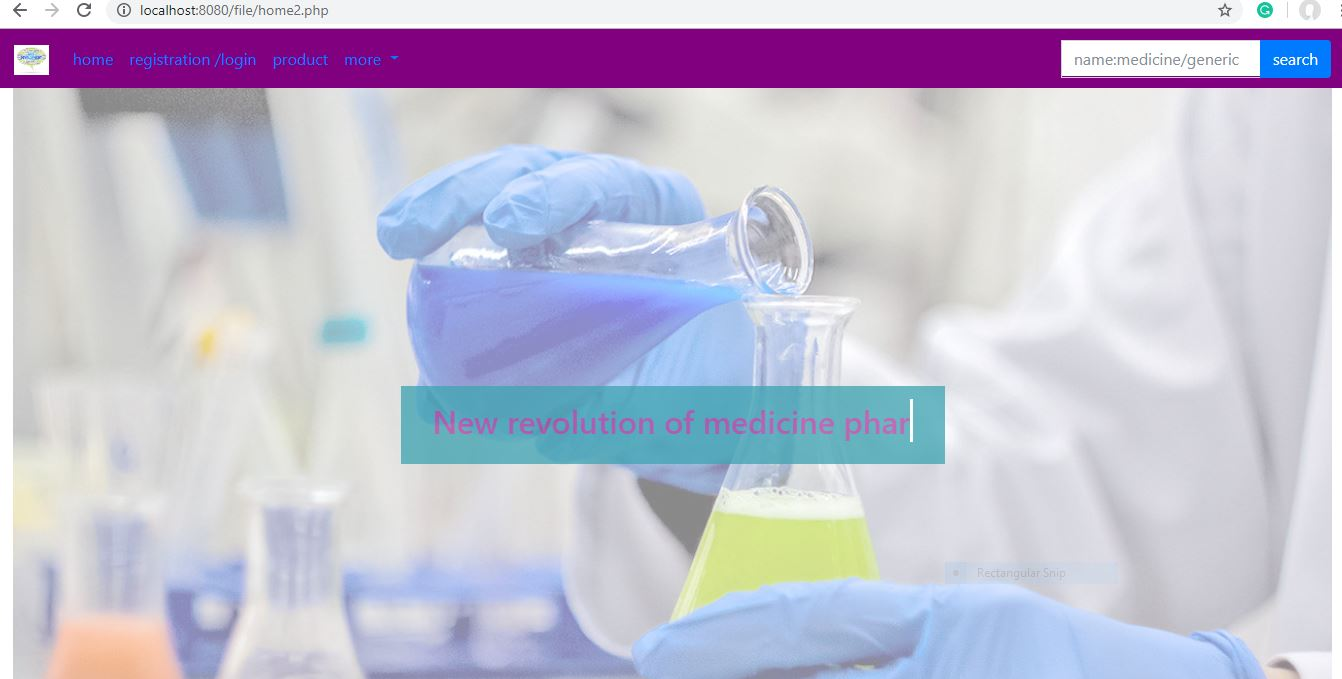 localhost:8080/file/home2.php
home registration /login product more name:medicine/generic search
New revolution of medicine phar
Rectangular Snip